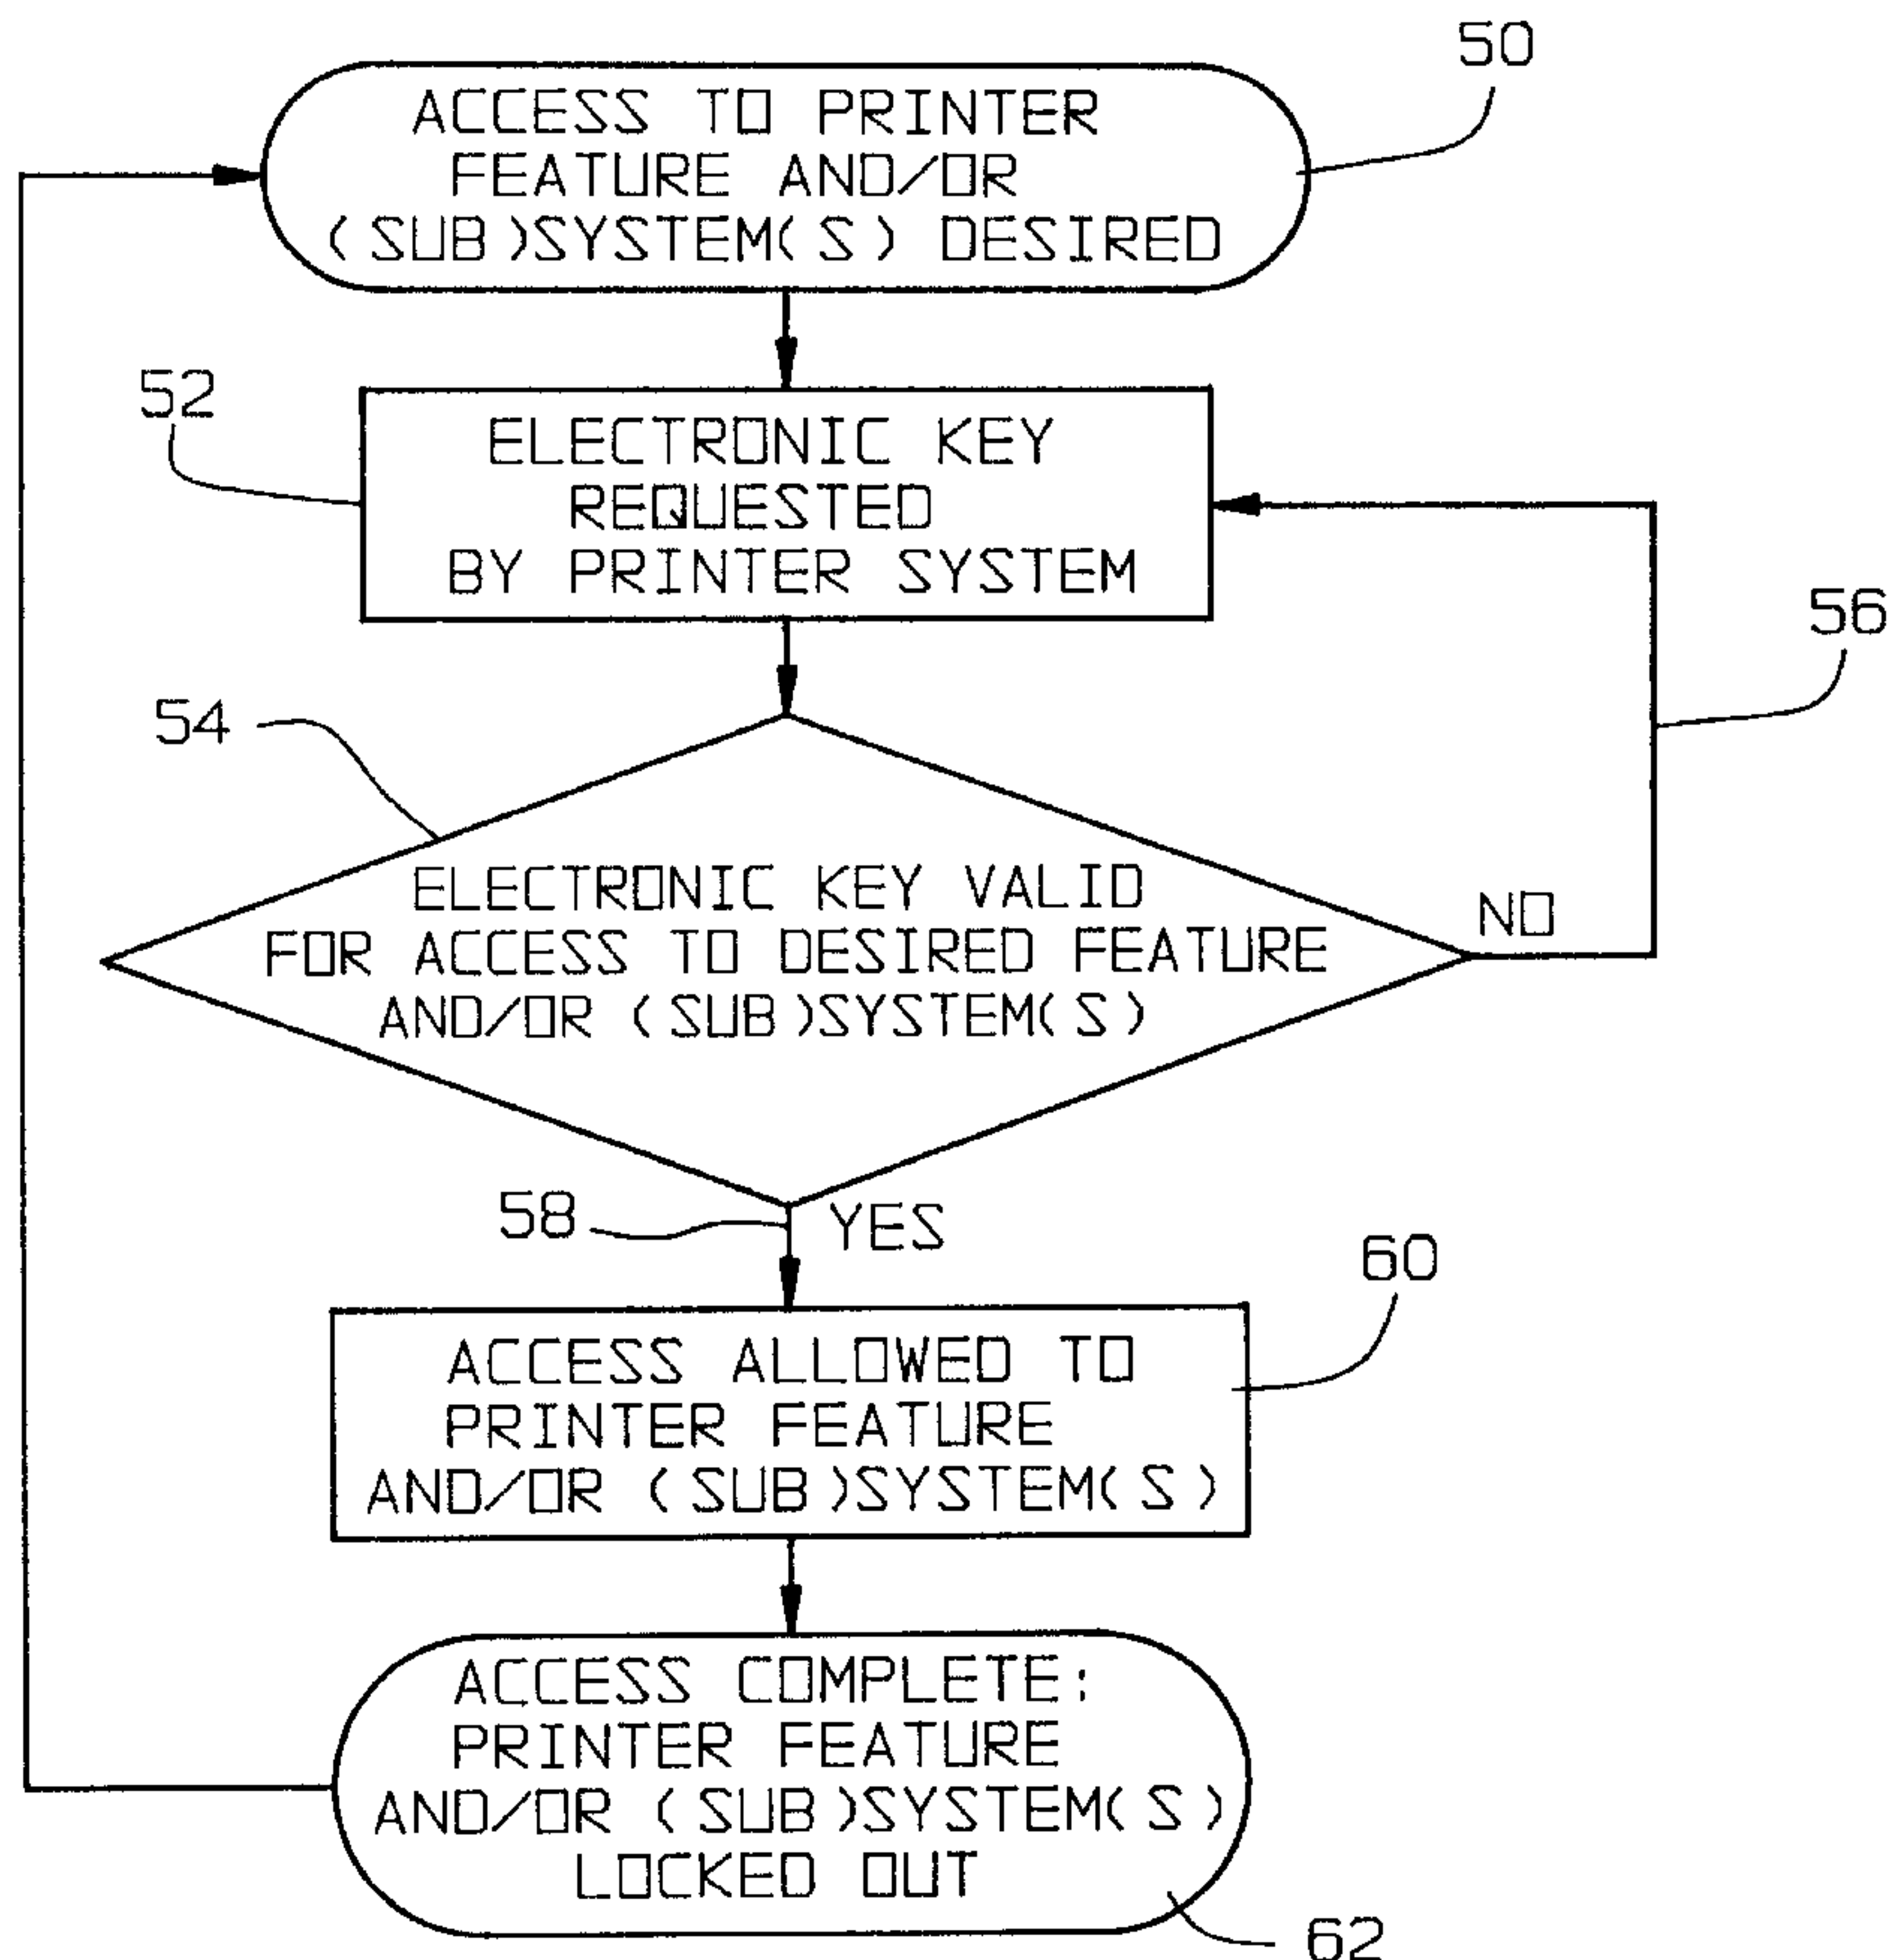 50
ACCESS TO PRINTER
FEATURE AND/OR
(SUB)SYSTEM(S) DESIRED
52
ELECTRONIC KEY
REQUESTED
BY PRINTER SYSTEM
56
54
ELECTRONIC KEY VALID
FOR ACCESS TO DESIRED FEATURE
AND/OR (SUB)SYSTEM(S)
NO
58
YES
60
ACCESS ALLOWED TO
PRINTER FEATURE
AND/OR (SUB)SYSTEM(S)
ACCESS COMPLETE:
PRINTER FEATURE
AND/OR (SUB)SYSTEM(S)
LOCKED OUT
62